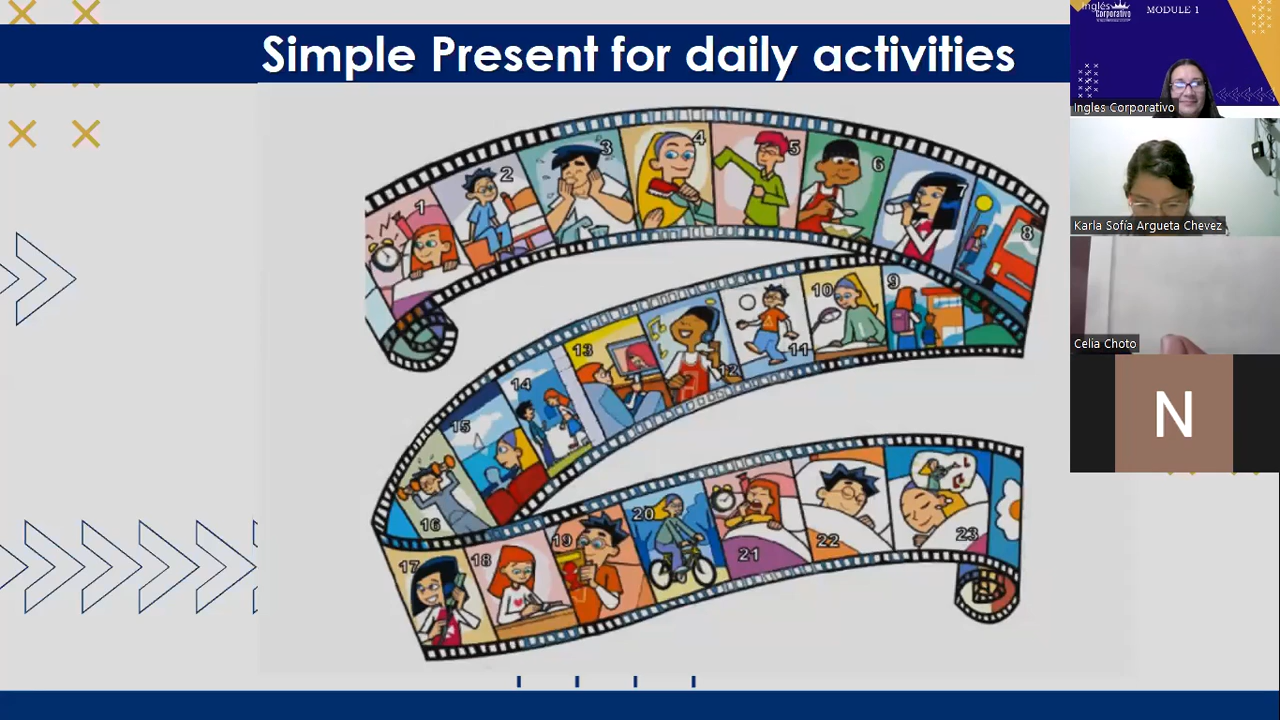 Simple Present for daily activities
1
2
3
4
5
6
7
8
9
10
11
12
13
14
15
16
17
18
19
20
21
22
23
Inglés
Corporativo
MODULE 1
Ingles Corporativo
Karla Sofía Argueta Chevez
Celia Choto
N